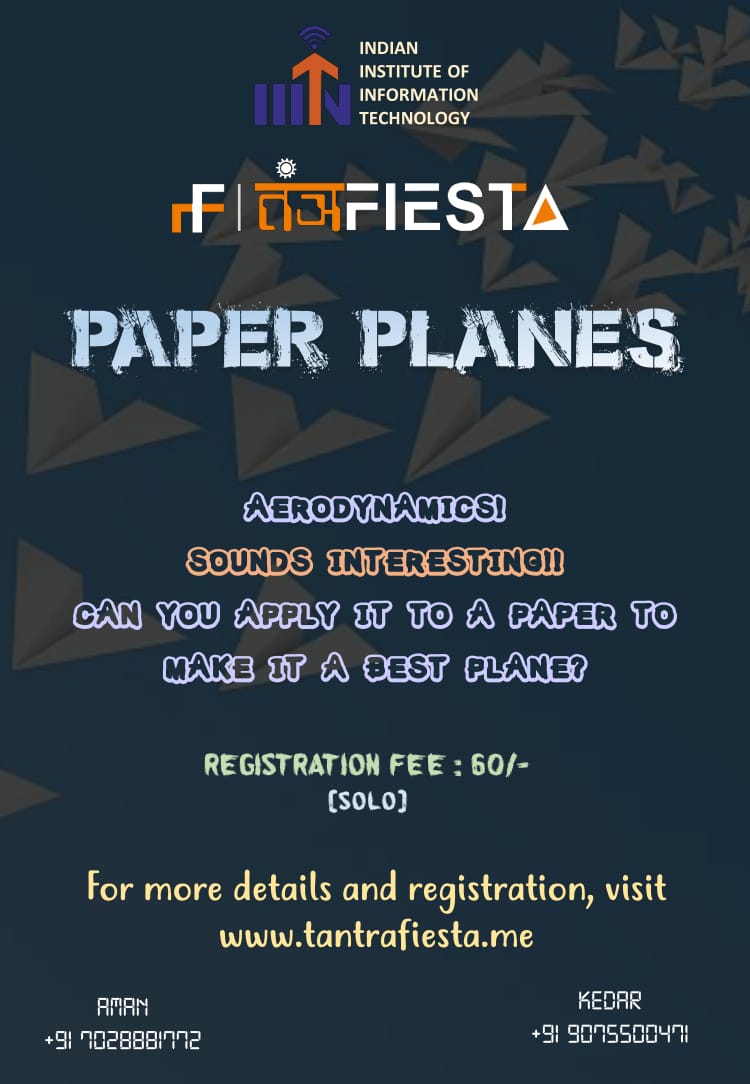 IIITN
INDIAN
INSTITUTE OF
INFORMATION
TECHNOLOGY
तंत्रFIESTA
PAPER PLANES
AERODYNAMICS!
SOUNDS INTERESTING!!
CAN YOU APPLY IT TO A PAPER TO
MAKE IT A BEST PLANE?
REGISTRATION FEE : 60/-
[SOLO]
For more details and registration, visit
www.tantrafiesta.me
AMAN
+91 7028881772
KEDAR
+91 9075500471